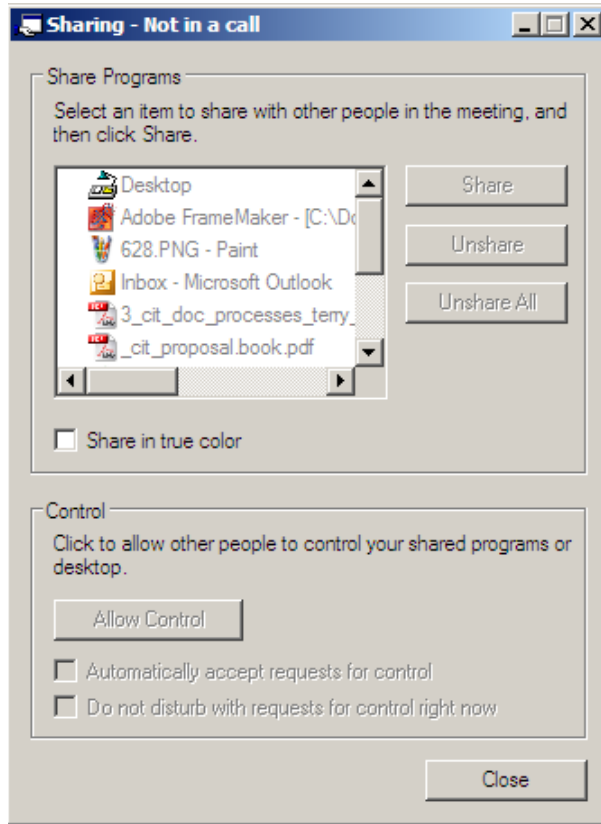 Sharing - Not in a call
Share Programs
Select an item to share with other people in the meeting, and
then click Share.
Desktop
Adobe FrameMaker - [C:\Do
628.PNG - Paint
Inbox - Microsoft Outlook
3_cit_doc_processes_terry_
_cit_proposal.book.pdf
Share
Unshare
Unshare All
Share in true color
Control
Click to allow other people to control your shared programs or
desktop.
Allow Control
Automatically accept requests for control
Do not disturb with requests for control right now
Close